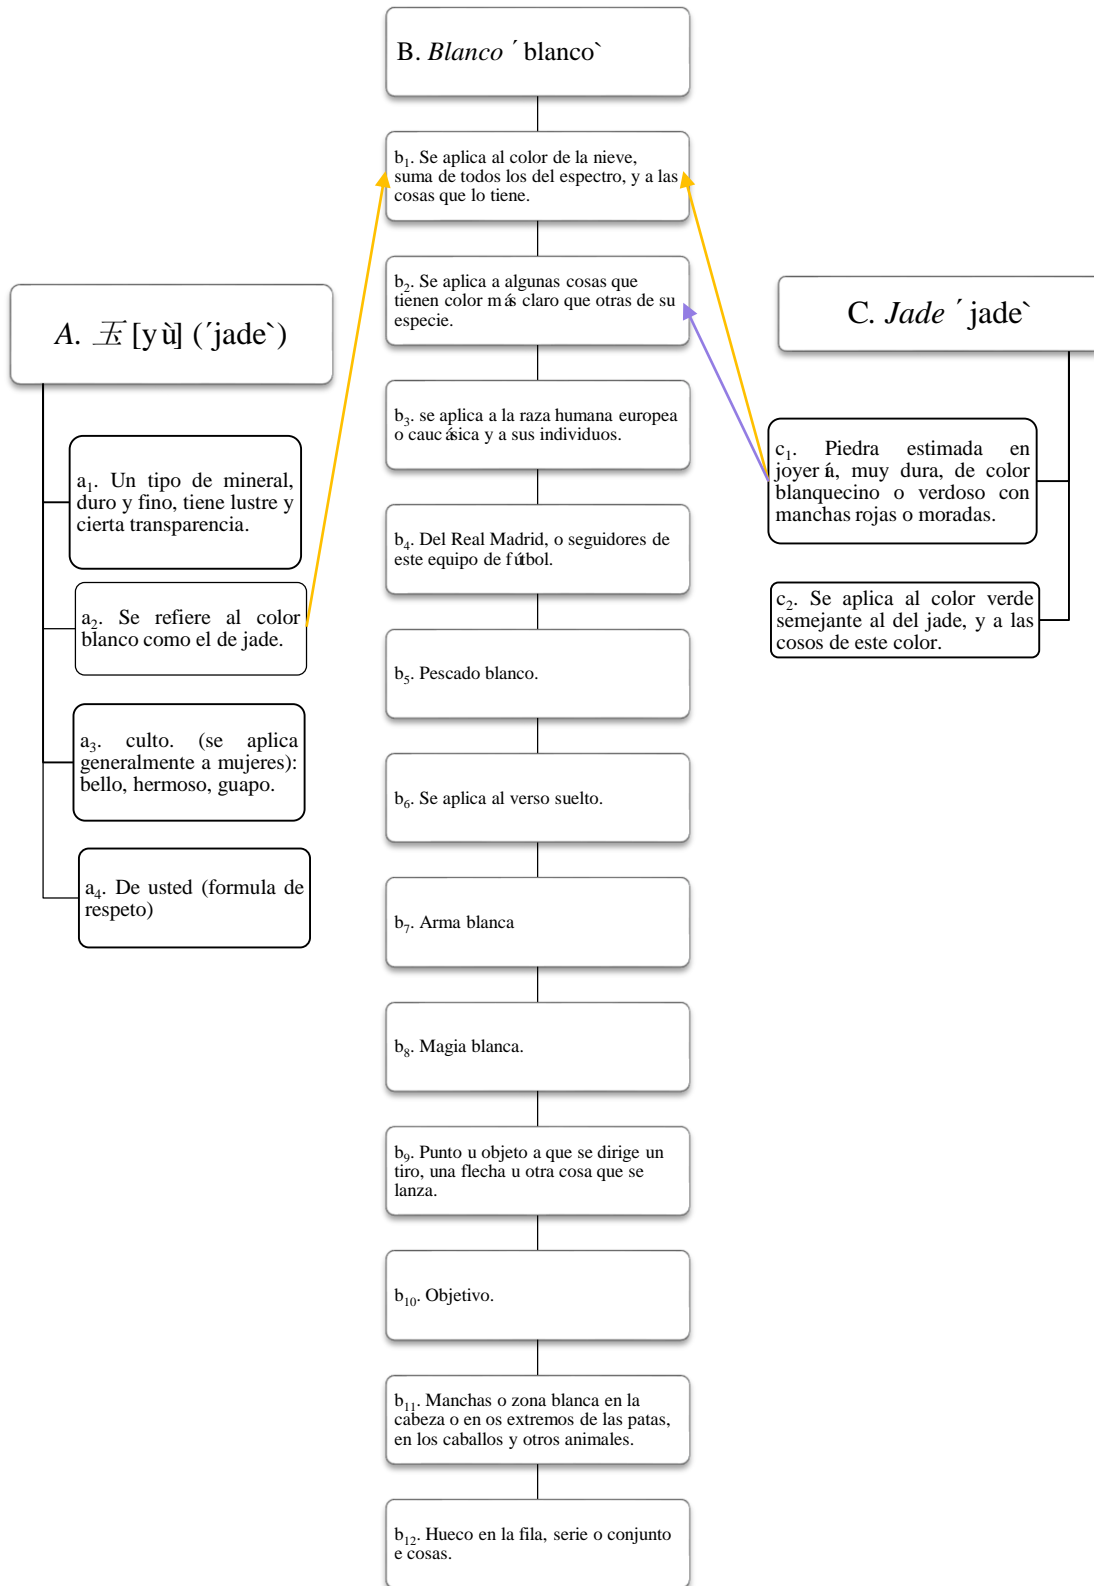 B. Blanco ´ blanco`
b1. Se aplica al color de la nieve,
suma de todos los del espectro, y a las
cosas que lo tiene.
b2. Se aplica a algunas cosas que
tienen color más claro que otras de su
especie.
b3. se aplica a la raza humana europea
o caucásica y a sus individuos.
b4. Del Real Madrid, o seguidores de
este equipo de fútbol.
b5. Pescado blanco.
b6. Se aplica al verso suelto.
b7. Arma blanca
b8. Magia blanca.
b9. Punto u objeto a que se dirige un
tiro, una flecha u otra cosa que se
lanza.
b10. Objetivo.
b11. Manchas o zona blanca en la
cabeza o en os extremos de las patas,
en los caballos y otros animales.
b12. Hueco en la fila, serie o conjunto
e cosas.
A. 玉 [yù] (´jade`)
a1. Un tipo de mineral,
duro y fino, tiene lustre y
cierta transparencia.
a2. Se refiere al color
blanco como el de jade.
a3. culto. (se aplica
generalmente a mujeres):
bello, hermoso, guapo.
a4. De usted (formula de
respeto)
C. Jade ´ jade`
c1. Piedra estimada en
joyería, muy dura, de color
blanquecino o verdoso con
manchas rojas o moradas.
c2. Se aplica al color verde
semejante al del jade, y a las
cosos de este color.